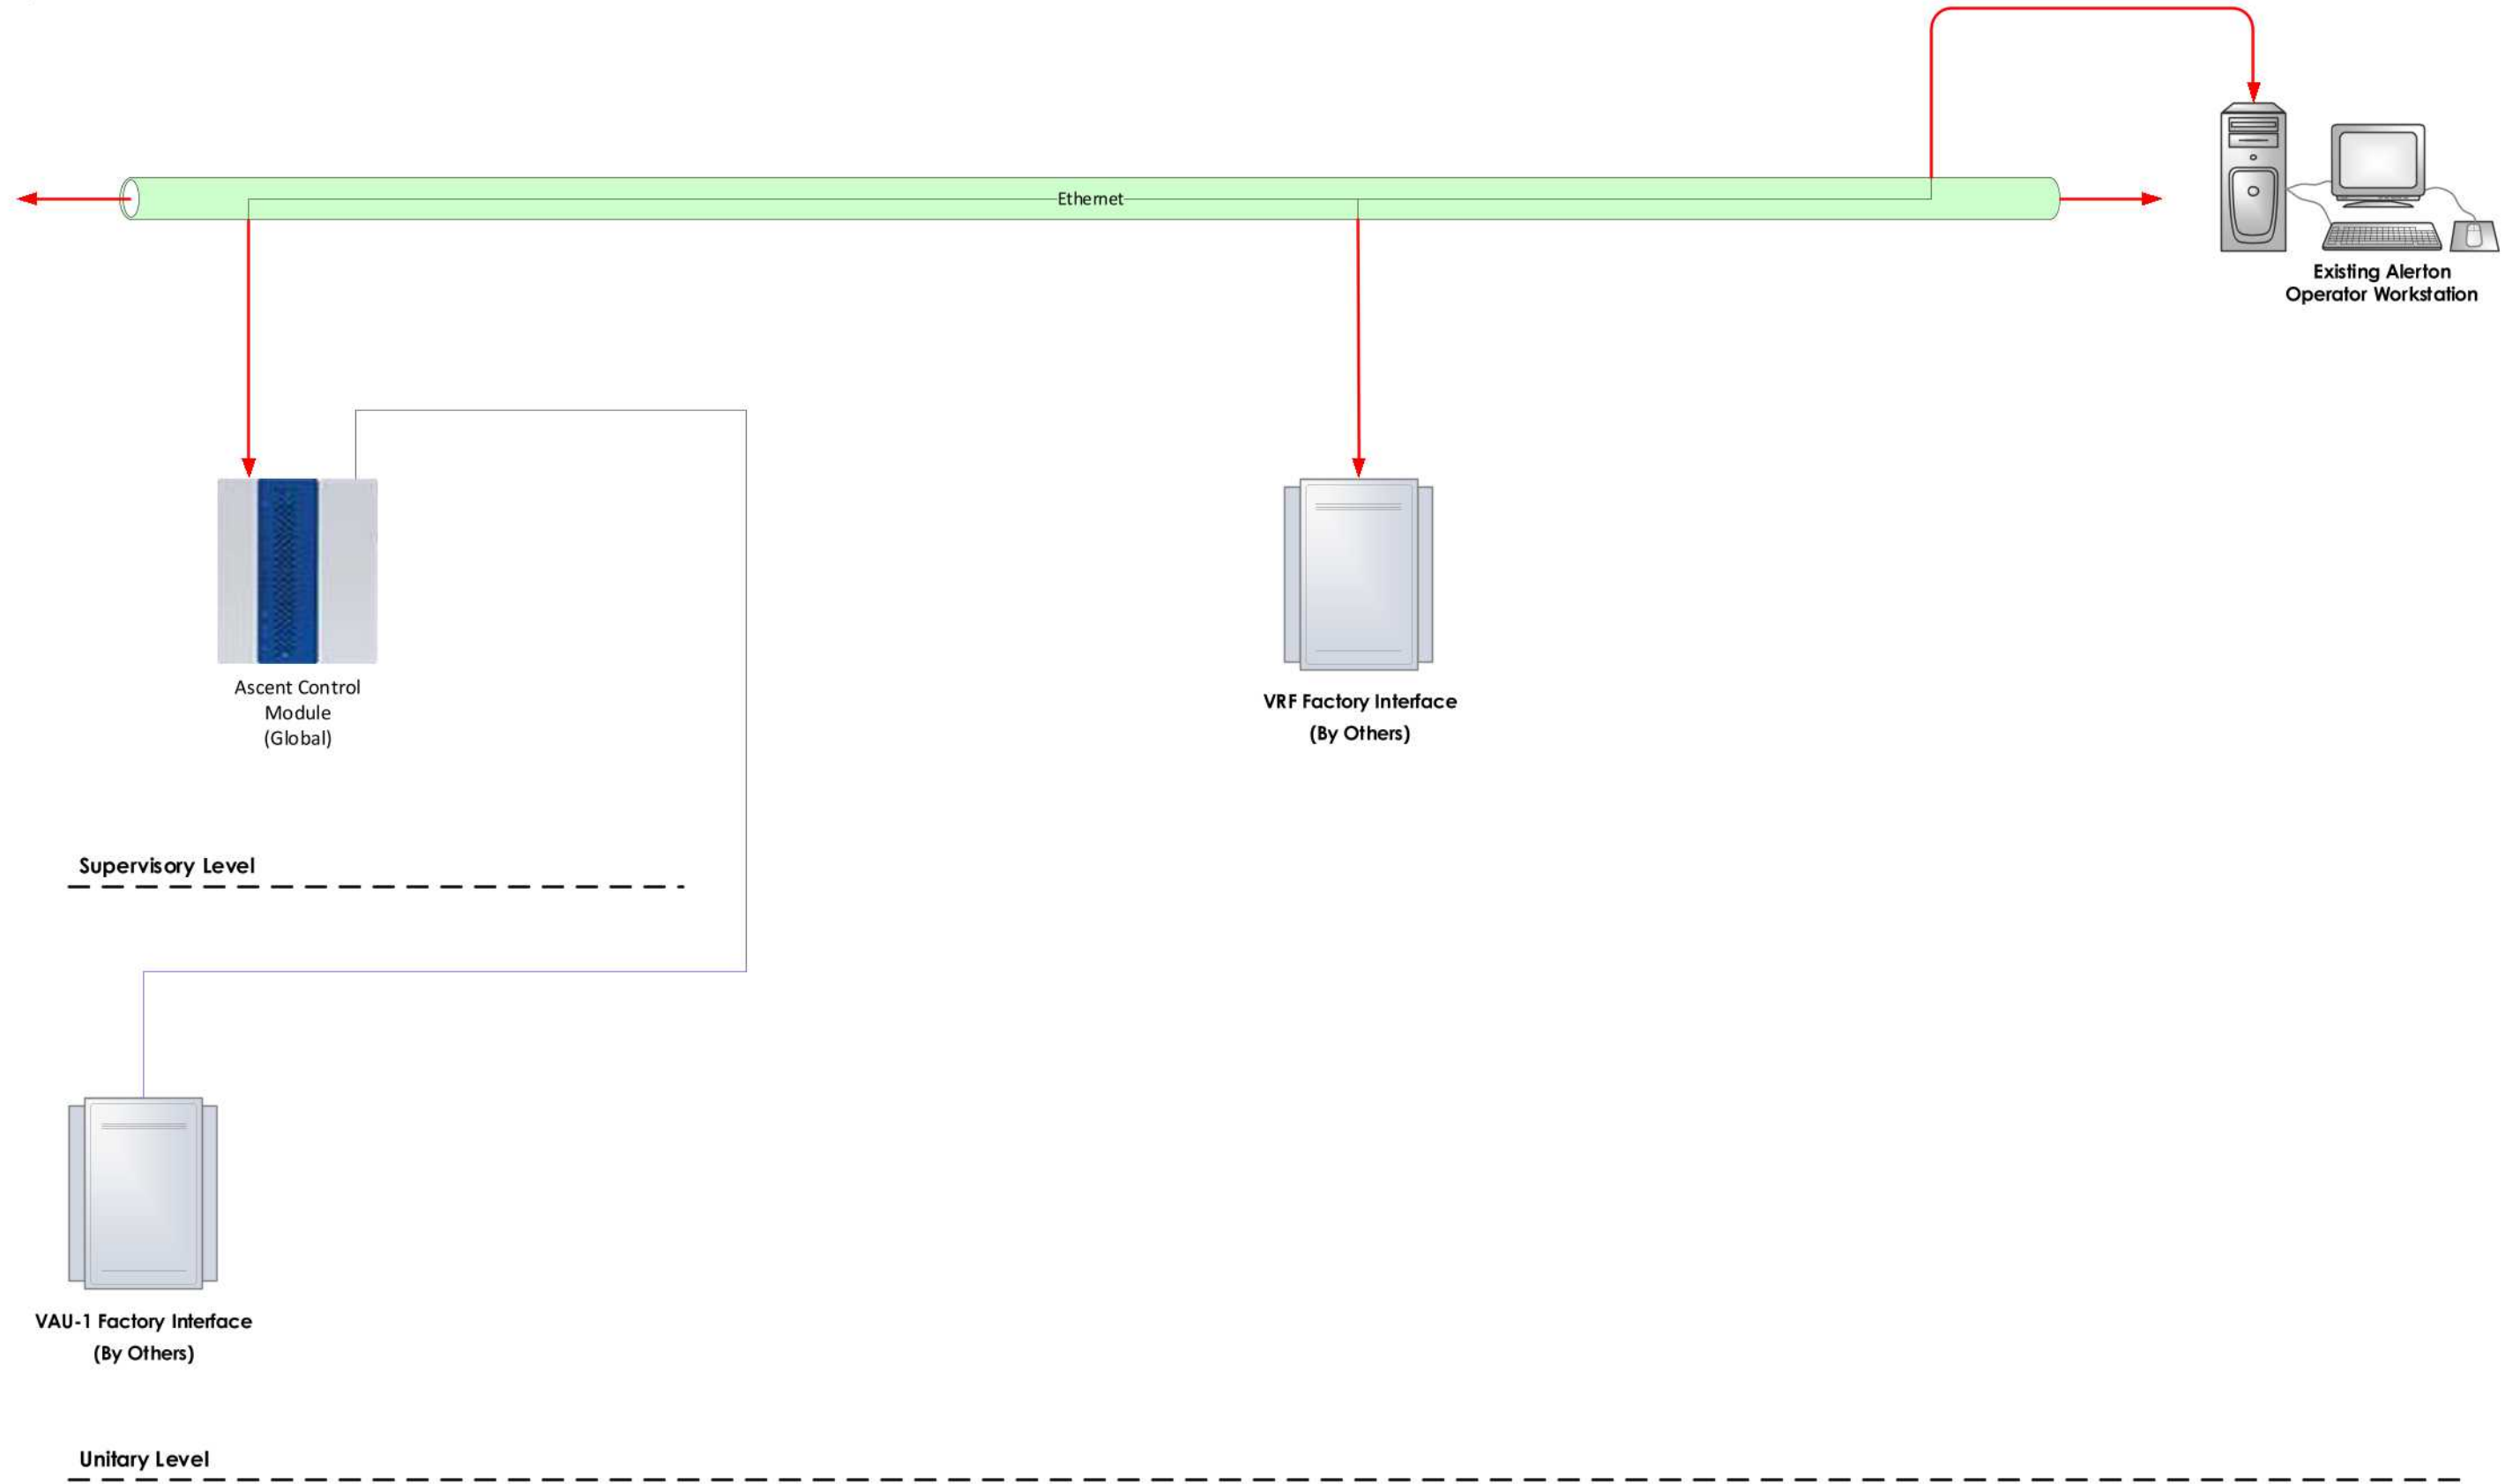 Ethernet
Existing Alerton
Operator Workstation
Ascent Control
Module
(Global)
VRF Factory Interface
(By Others)
Supervisory Level
VAU-1 Factory Interface
(By Others)
Unitary Level